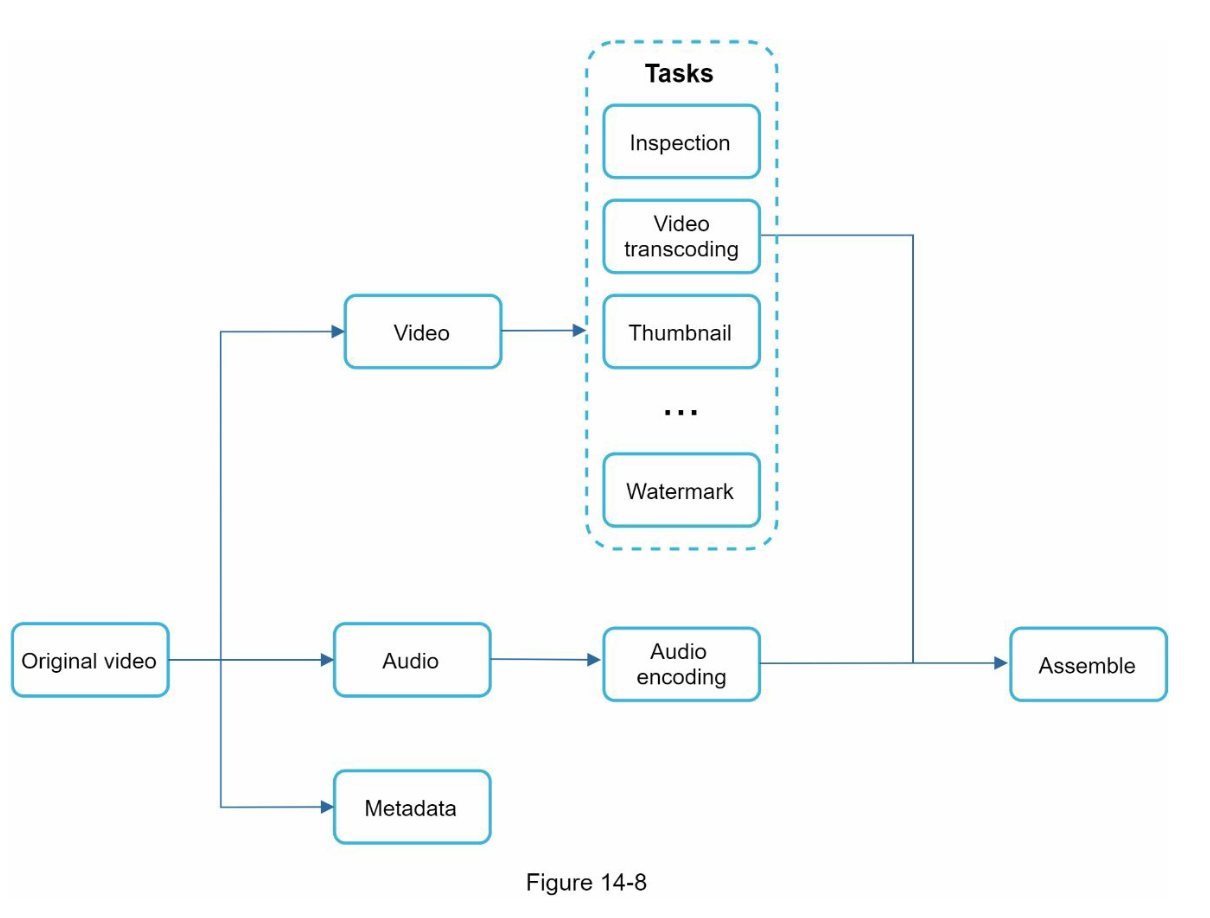 Tasks
Inspection
Video
transcoding
Video
Thumbnail
...
Watermark
Original video
Audio
Audio
encoding
Assemble
Metadata
Figure 14-8